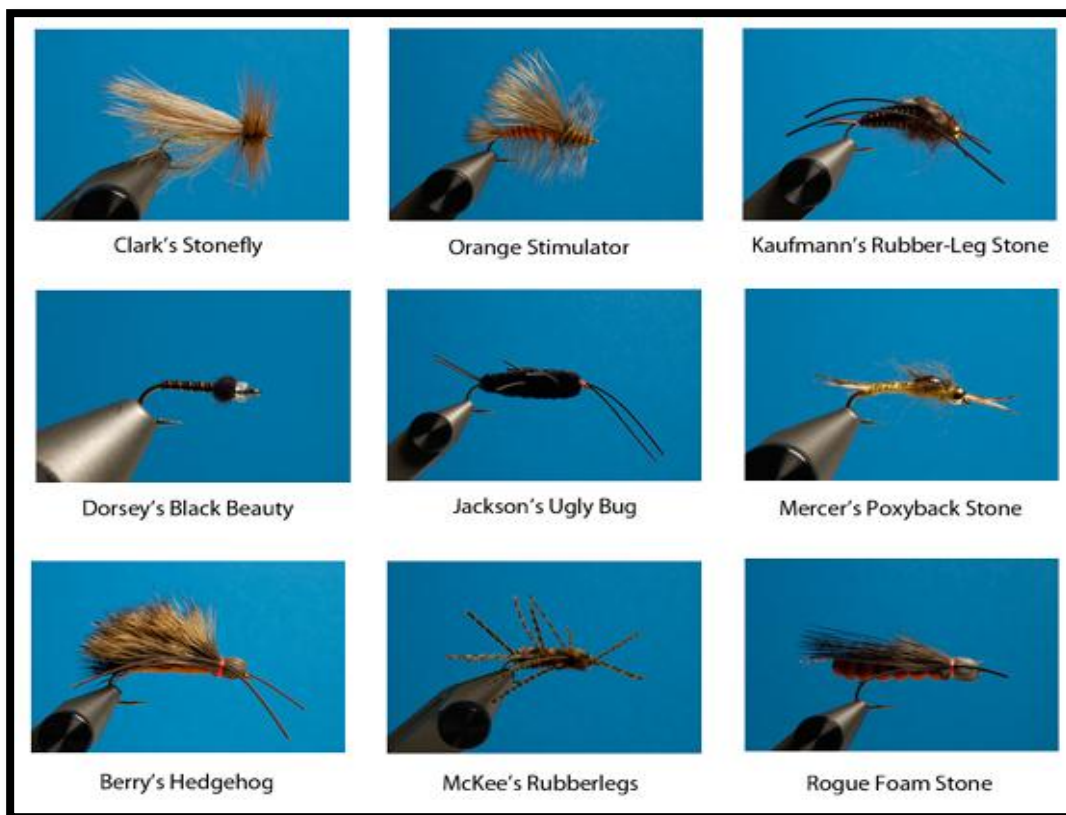 Clark's Stonefly
Orange Stimulator
Kaufmann's Rubber-Leg Stone
Dorsey's Black Beauty
Jackson's Ugly Bug
Mercer's Poxyback Stone
Berry's Hedgehog
McKee's Rubberlegs
Rogue Foam Stone